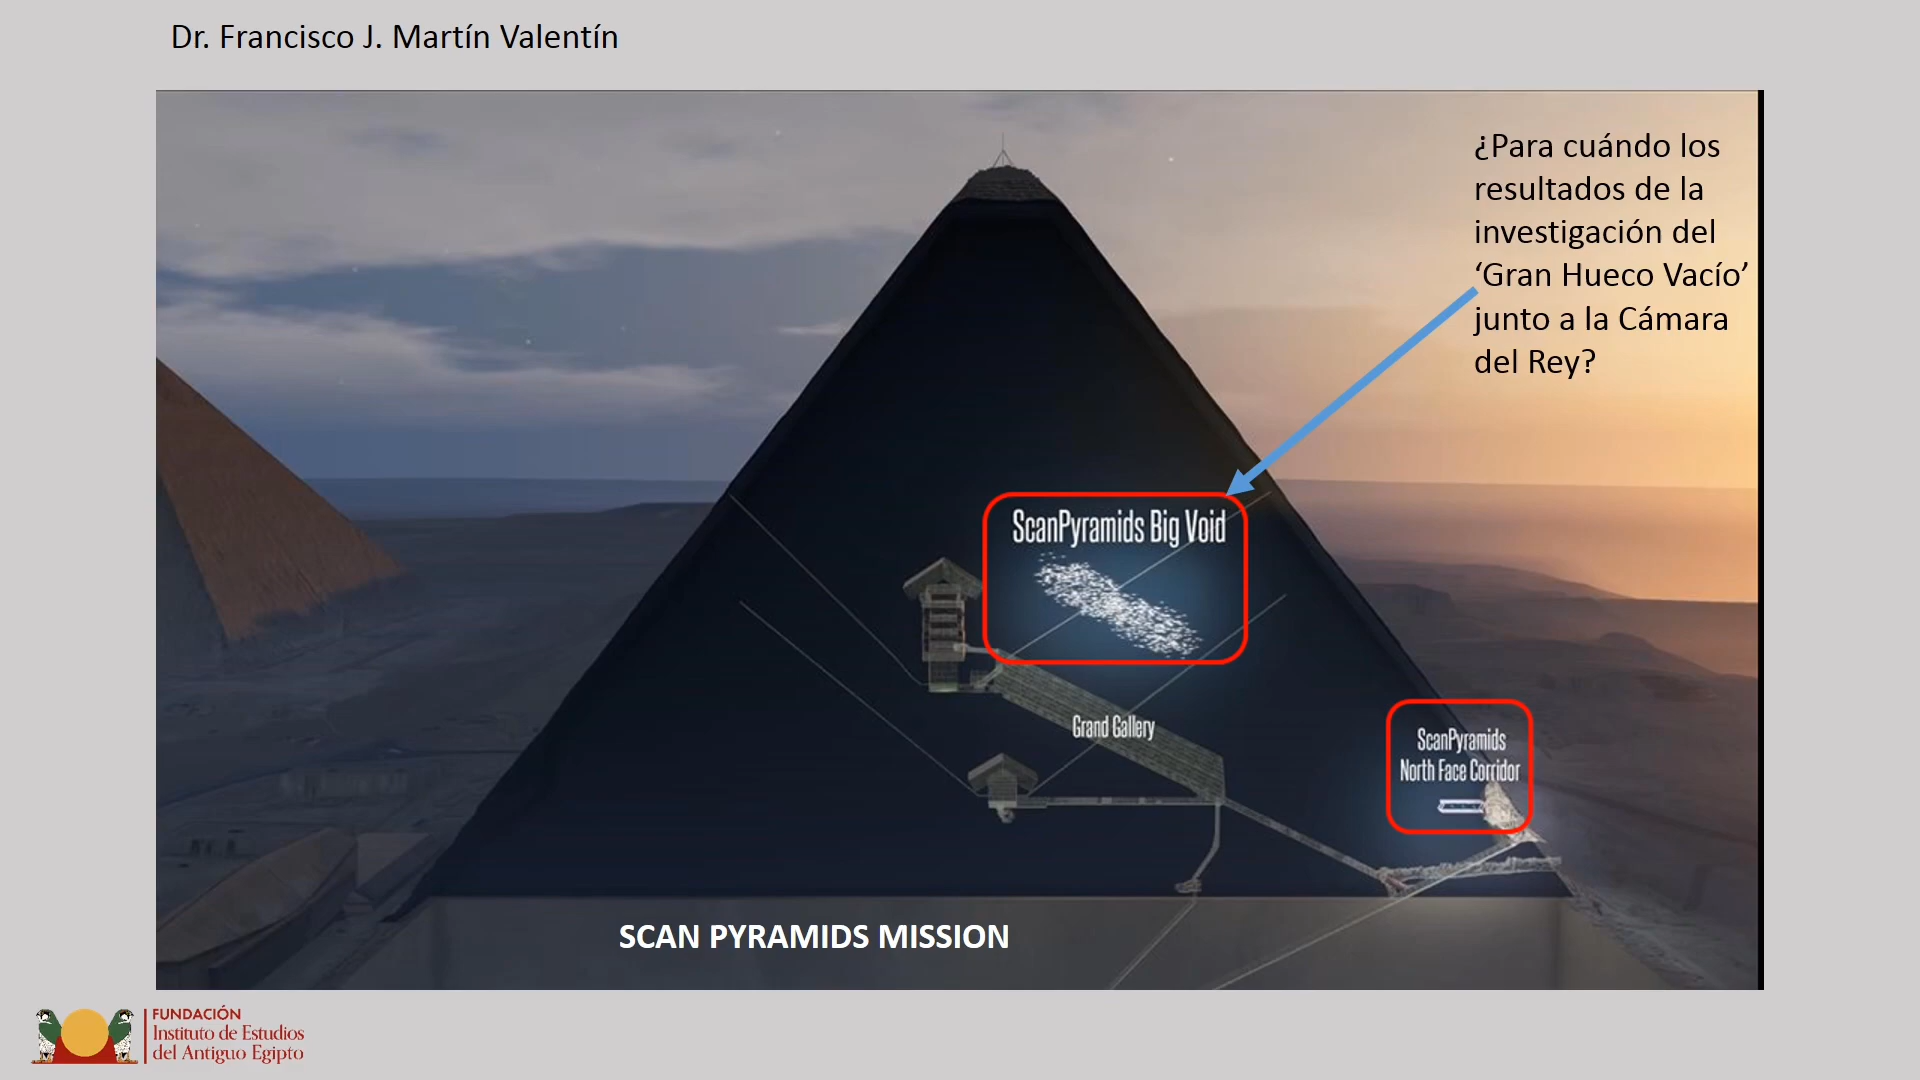 Dr. Francisco J. Martín Valentín
¿Para cuándo los
resultados de la
investigación del
‘Gran Hueco Vacío’
junto a la Cámara
del Rey?
ScanPyramids Big Void
Grand Gallery
ScanPyramids
North Face Corridor
SCAN PYRAMIDS MISSION
FUNDACIÓN
Instituto de Estudios
del Antiguo Egipto